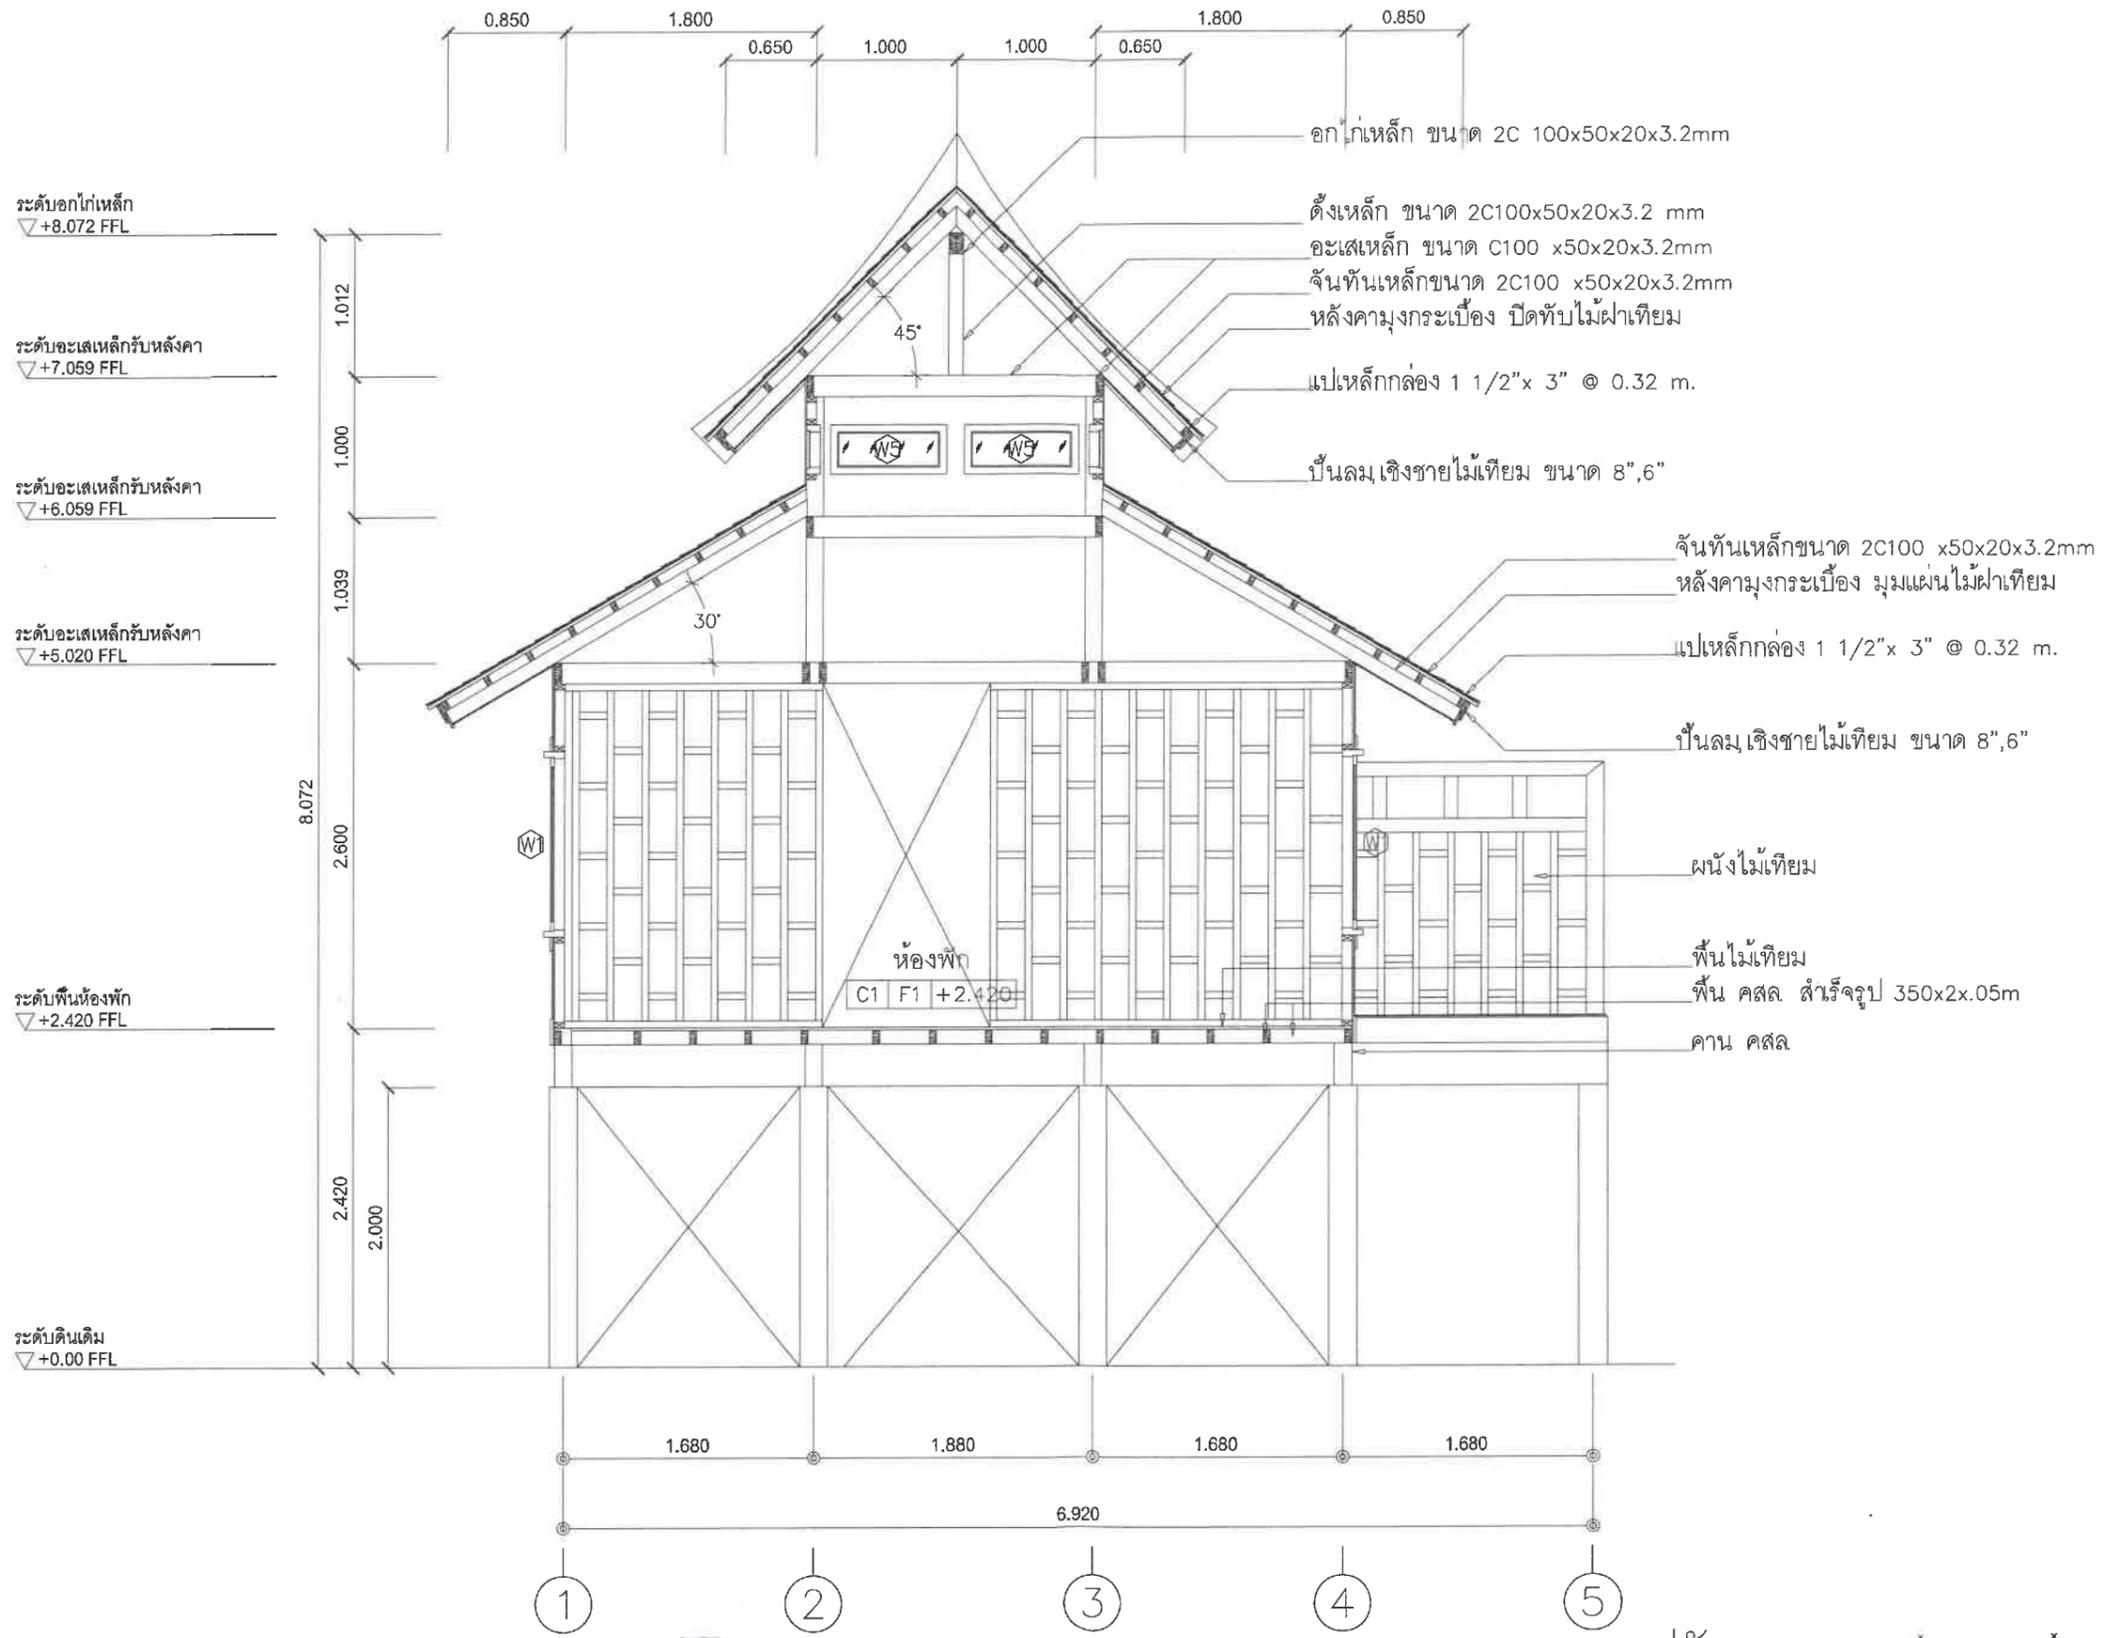 0.850
1.800
1.800
0.850
0.650
1.000
1.000
0.650
อกไก่เหล็ก ขนาด 2C 100x50x20x3.2mm
ดั้งเหล็ก ขนาด 2C100x50x20x3.2 mm
อะเสเหล็ก ขนาด C100 x50x20x3.2mm
จันทันเหล็กขนาด 2C100 x50x20x3.2mm
หลังคามุงกระเบื้อง ปิดทับไม้ฝาเทียม
แปเหล็กกล่อง 1 1/2"x 3" @ 0.32 m.
ปั้นลม,เชิงชายไม้เทียม ขนาด 8",6"
จันทันเหล็กขนาด 2C100 x50x20x3.2mm
หลังคามุงกระเบื้อง มุมแผ่นไม้ฝาเทียม
แปเหล็กกล่อง 1 1/2"x 3" @ 0.32 m.
ปั้นลม,เชิงชายไม้เทียม ขนาด 8",6"
ผนังไม้เทียม
พื้นไม้เทียม
พื้น คสล. สำเร็จรูป 350x2x.05m
คาน คสล.
ระดับอกไก่เหล็ก
+8.072 FFL
ระดับอะเสเหล็กรับหลังคา
+7.059 FFL
ระดับอะเสเหล็กรับหลังคา
+6.059 FFL
ระดับอะเสเหล็กรับหลังคา
+5.020 FFL
ระดับพื้นห้องพัก
+2.420 FFL
ระดับดินเดิม
+0.00 FFL
1.012
1.000
1.039
2.600
2.420
8.072
2.000
45°
30°
W5
W5
W1
W1
ห้องพัก
C1 F1 +2.420
1.680
1.880
1.680
1.680
6.920
1
2
3
4
5